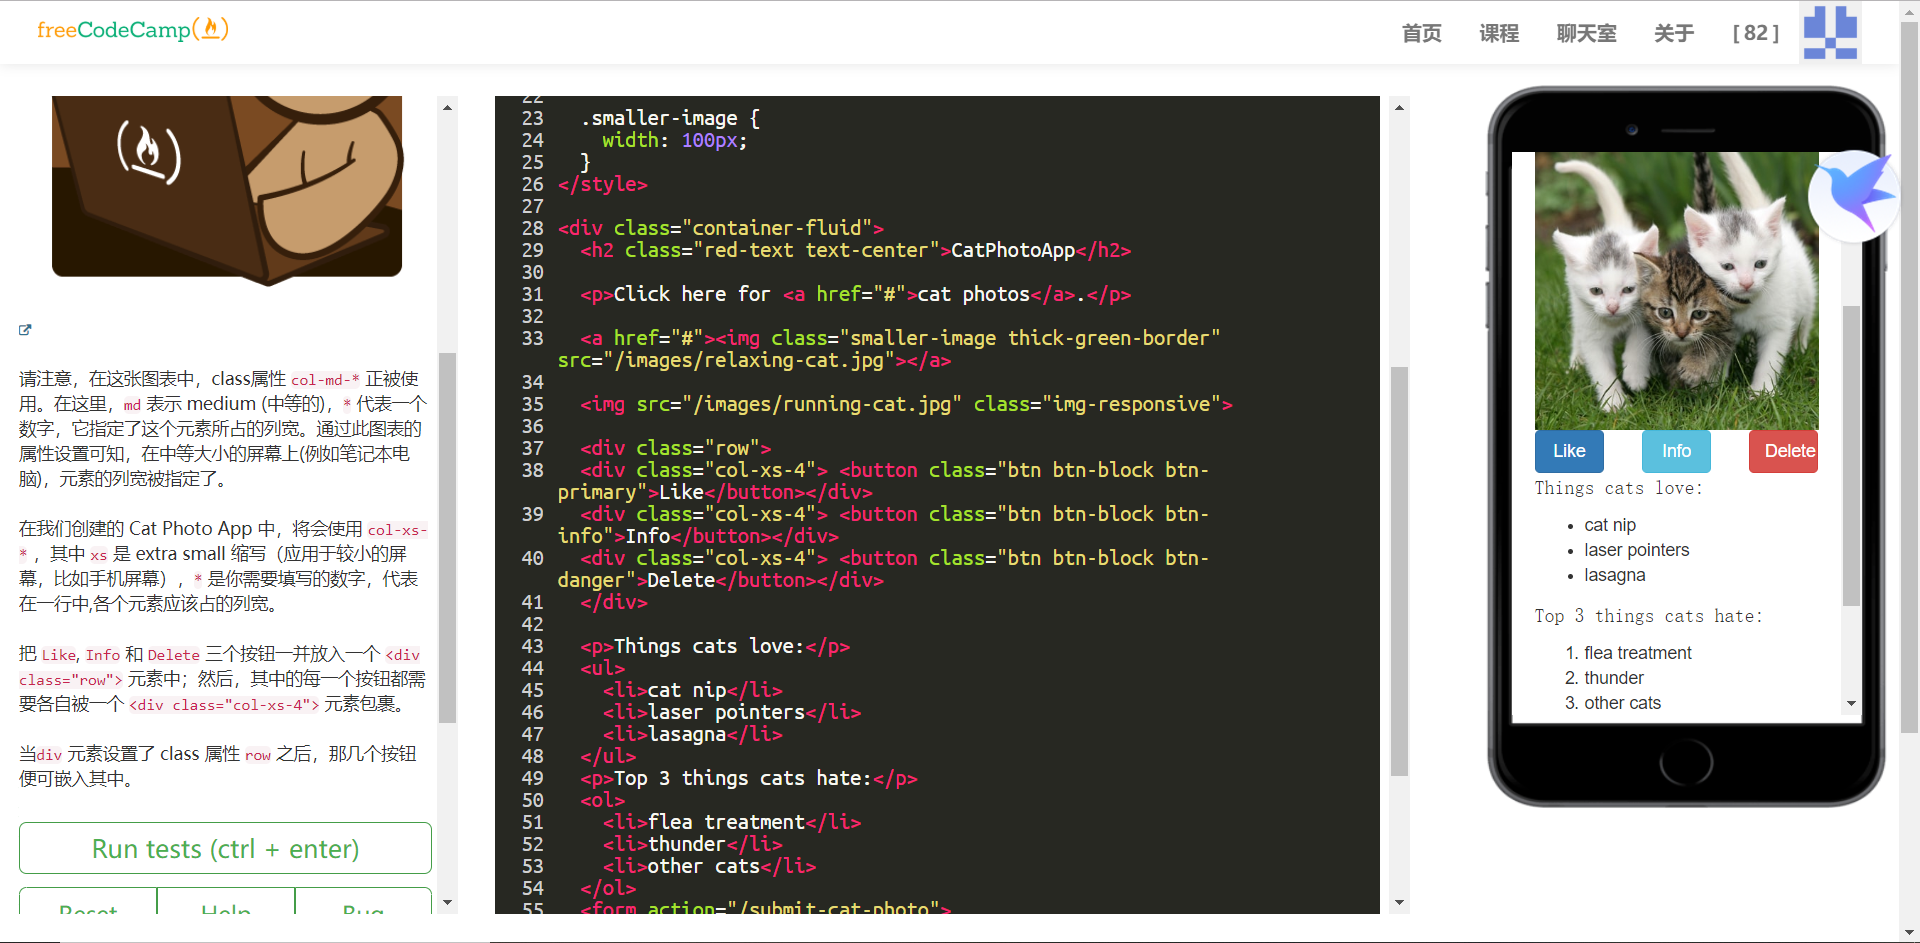 freeCodeCamp(🔥)
首页 课程 聊天室 关于 [ 82 ]
请注意，在这张图表中，class属性 col-md-* 正被使
用。在这里，md 表示 medium (中等的)，* 代表一个
数字，它指定了这个元素所占的列宽。通过此图表的
属性设置可知，在中等大小的屏幕上(例如笔记本电
脑)，元素的列宽被指定了。
在我们创建的 Cat Photo App 中，将会使用 col-xs-
* ，其中 xs 是 extra small 缩写（应用于较小的屏
幕，比如手机屏幕），* 是你需要填写的数字，代表
在一行中,各个元素应该占的列宽。
把 Like, Info 和 Delete 三个按钮一并放入一个 <div
class="row"> 元素中；然后，其中的每一个按钮都需
要各自被一个 <div class="col-xs-4"> 元素包裹。
当div 元素设置了 class 属性 row 之后，那几个按钮
便可嵌入其中。
Run tests (ctrl + enter)
Reset Help Bug
22
23 .smaller-image {
24 width: 100px;
25 }
26 </style>
27
28 <div class="container-fluid">
29 <h2 class="red-text text-center">CatPhotoApp</h2>
30
31 <p>Click here for <a href="#">cat photos</a>.</p>
32
33 <a href="#"><img class="smaller-image thick-green-border"
src="/images/relaxing-cat.jpg"></a>
34
35 <img src="/images/running-cat.jpg" class="img-responsive">
36
37 <div class="row">
38 <div class="col-xs-4"> <button class="btn btn-block btn-
primary">Like</button></div>
39 <div class="col-xs-4"> <button class="btn btn-block btn-
info">Info</button></div>
40 <div class="col-xs-4"> <button class="btn btn-block btn-
danger">Delete</button></div>
41 </div>
42
43 <p>Things cats love:</p>
44 <ul>
45 <li>cat nip</li>
46 <li>laser pointers</li>
47 <li>lasagna</li>
48 </ul>
49 <p>Top 3 things cats hate:</p>
50 <ol>
51 <li>flea treatment</li>
52 <li>thunder</li>
53 <li>other cats</li>
54 </ol>
55 <form action="/submit-cat-photo">
Like Info Delete
Things cats love:
• cat nip
• laser pointers
• lasagna
Top 3 things cats hate:
1. flea treatment
2. thunder
3. other cats